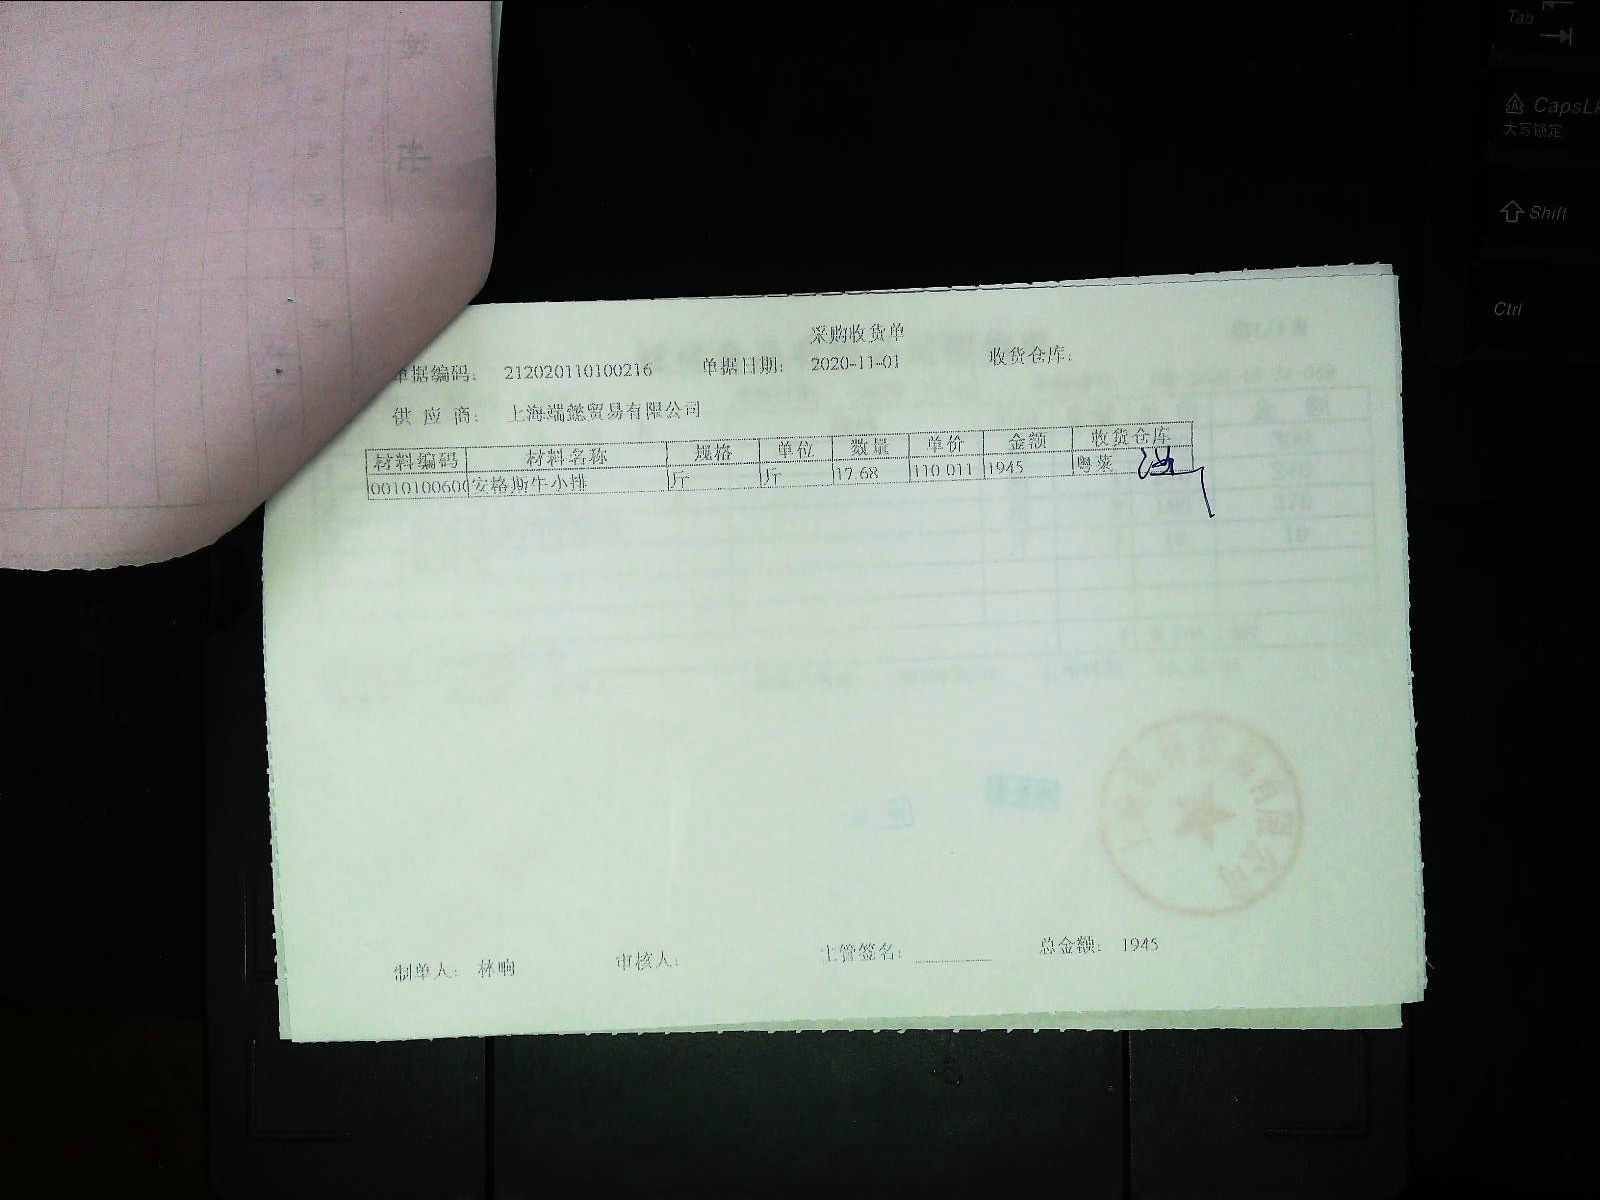 采购收货单
单据编码: 212020110100216 单据日期: 2020-11-01 收货仓库:
供 应 商: 上海端懿贸易有限公司
材料编码 材料名称 规格 单位 数量 单价 金额 收货仓库
0010100600 安格斯牛小排 斤 斤 17.68 110.011 1945 粤菜
制单人: 林响 审核人: 主管签名: 总金额: 1945
Tab
CapsLk
大写锁定
Shift
Ctrl